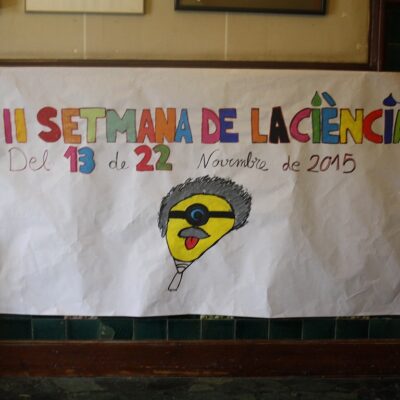 II SETMANA DE LA CIÈNCIA
Del 13 de 22 Novembre de 2015